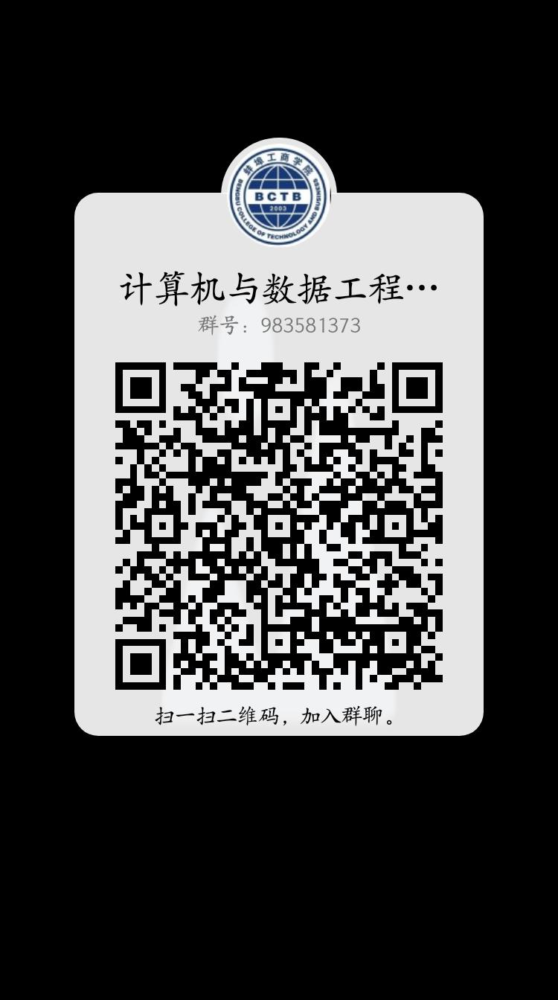 蚌埠工商学院
BCTB
2003
BENGBU COLLEGE OF TECHNOLOGY AND BUSINESS
计算机与数据工程…
群号：983581373
扫一扫二维码，加入群聊。